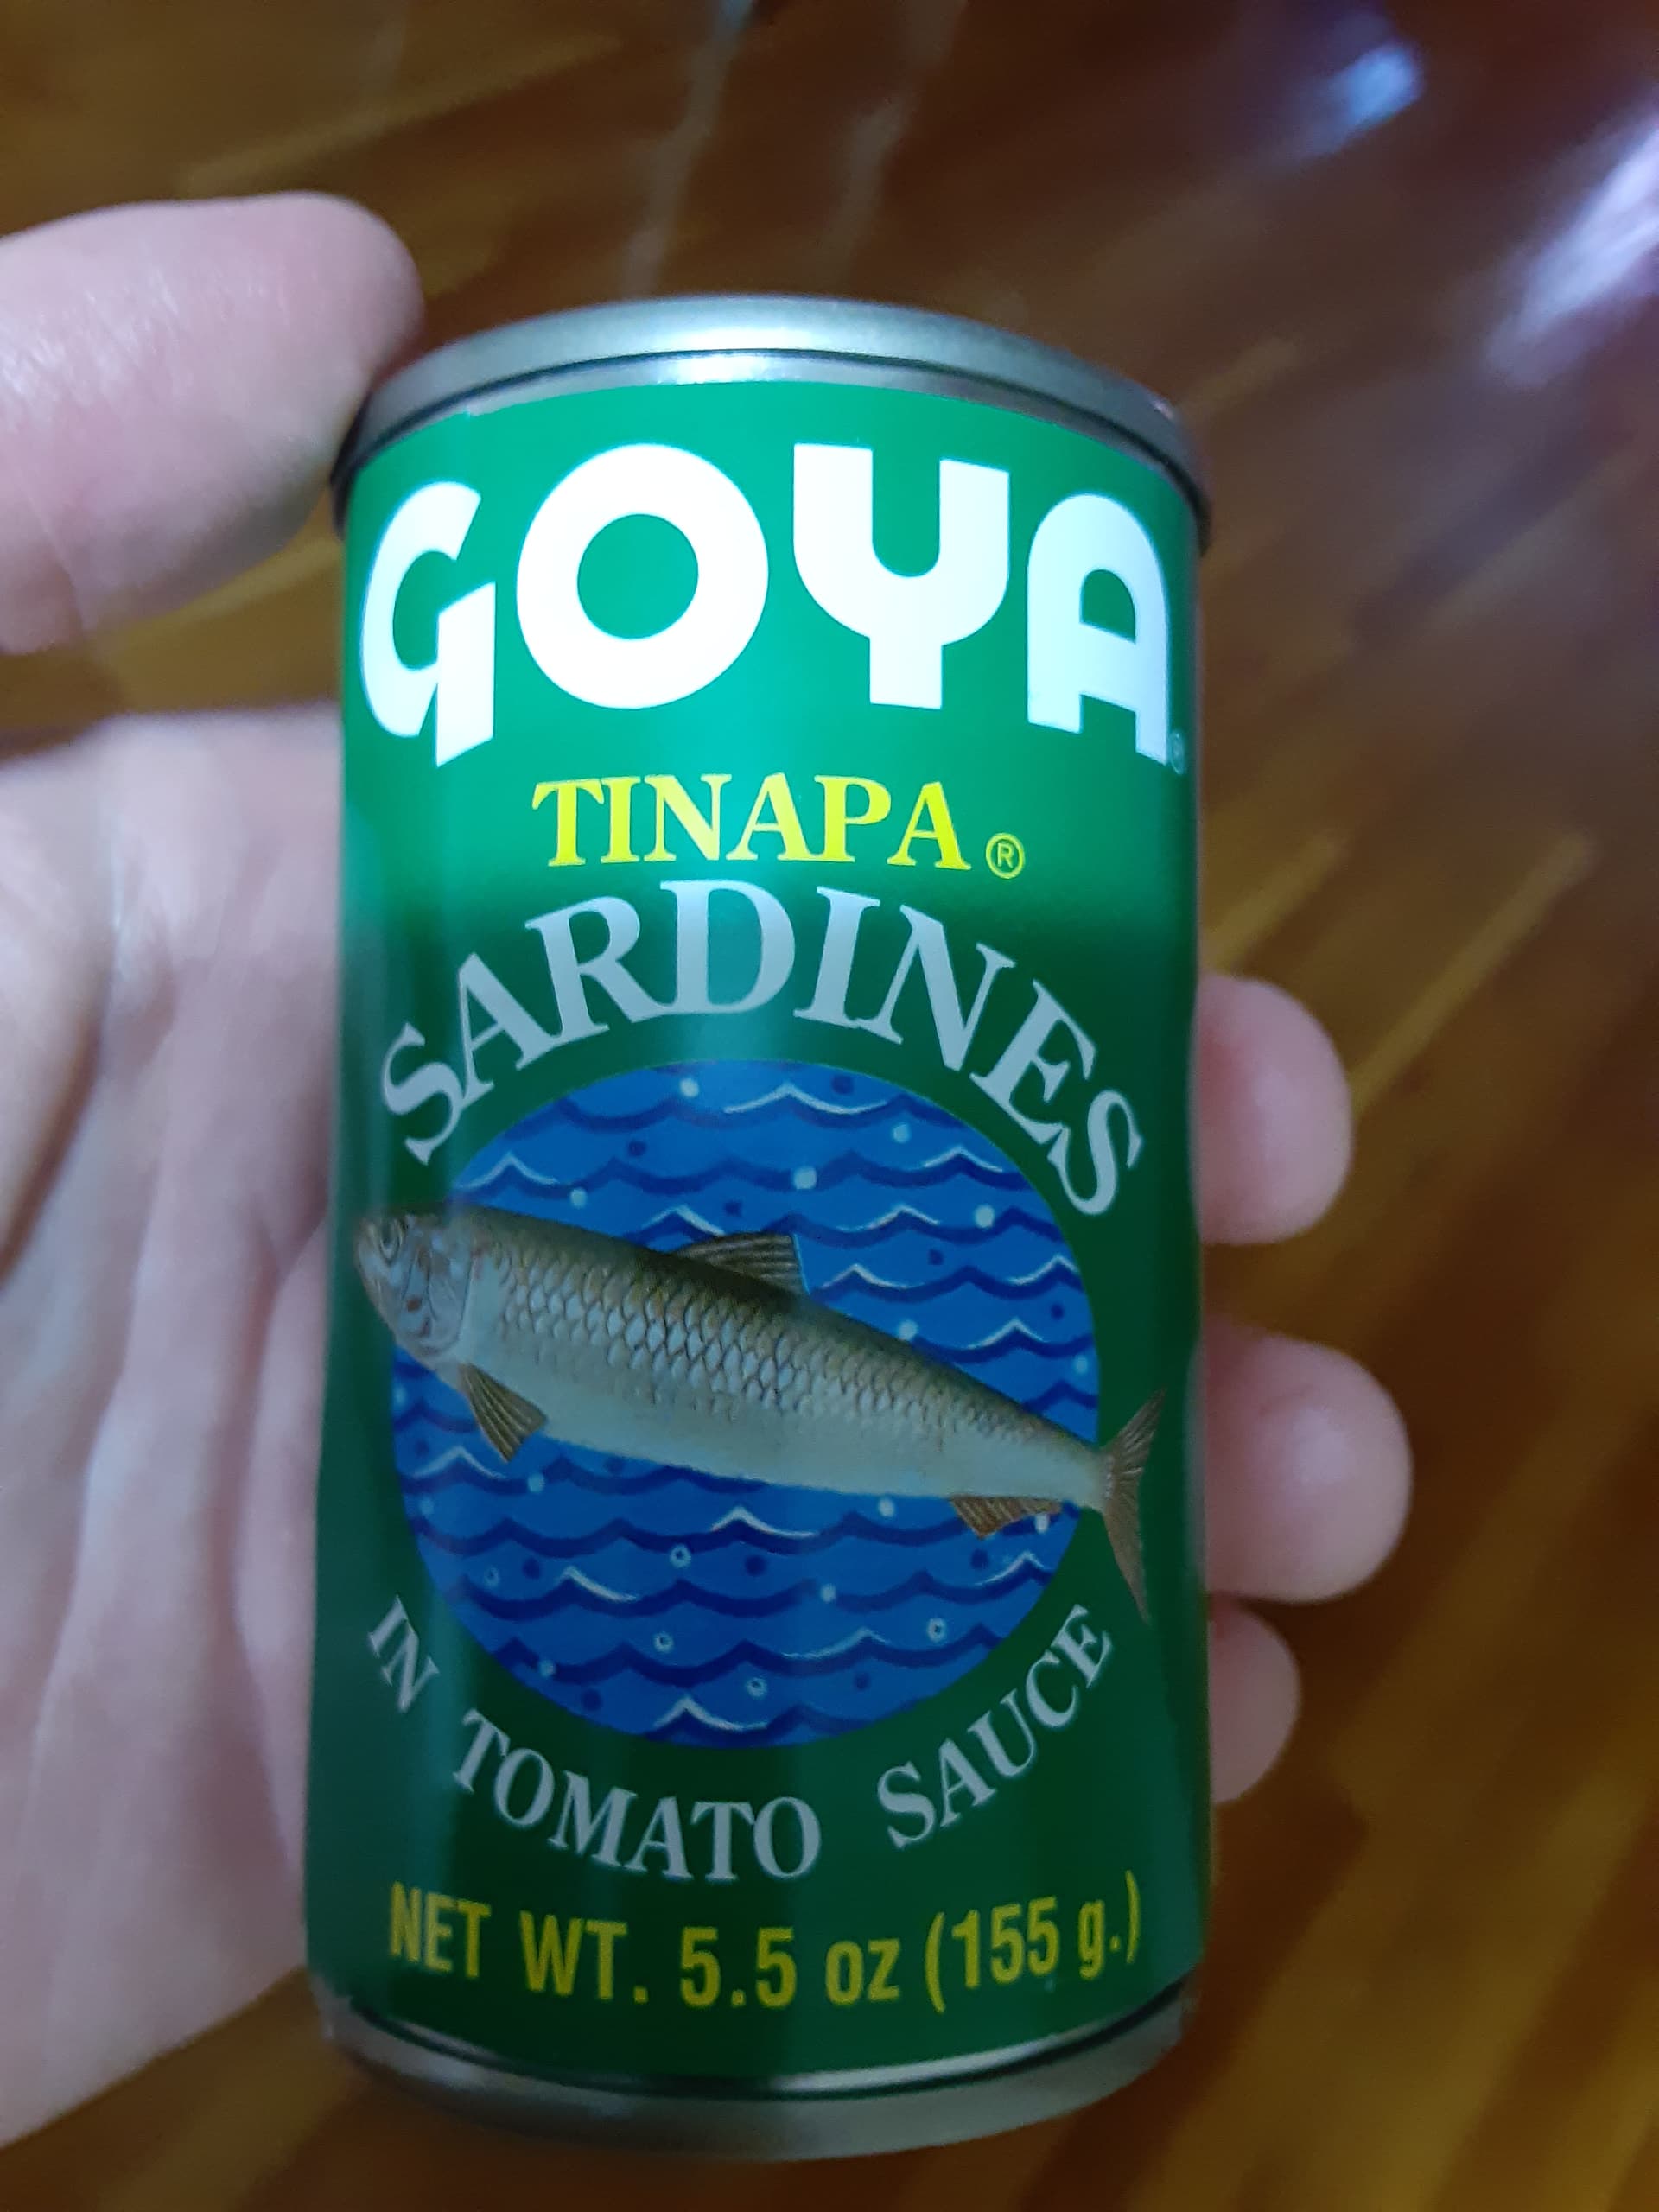 GOYA®
TINAPA®
SARDINES
IN TOMATO SAUCE
NET WT. 5.5 oz (155 g.)